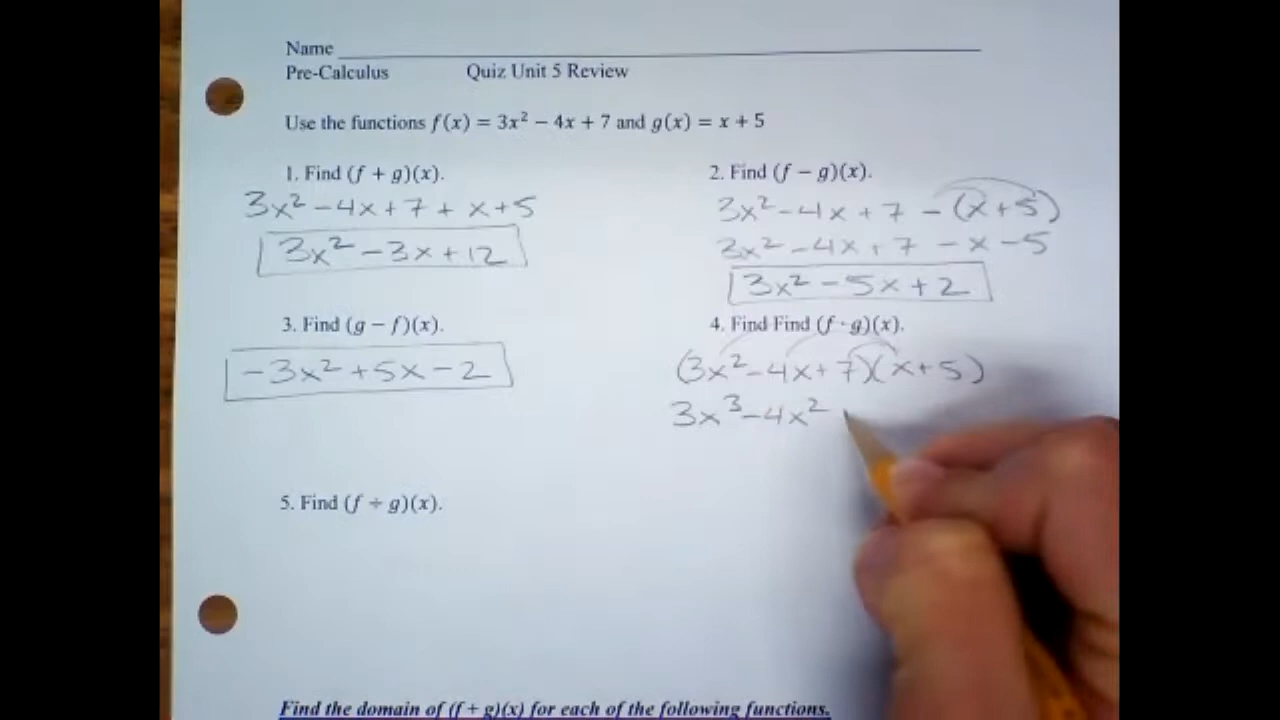 Name
Pre-Calculus Quiz Unit 5 Review
Use the functions f(x) = 3x² − 4x + 7 and g(x) = x + 5
1. Find (f + g)(x).
3x² − 4x + 7 + x + 5
3x² − 3x + 12
2. Find (f − g)(x).
3x² − 4x + 7 − (x + 5)
3x² − 4x + 7 − x − 5
3x² − 5x + 2
3. Find (g − f)(x).
−3x² + 5x − 2
4. Find Find (f · g)(x).
(3x² − 4x + 7)(x + 5)
3x³ − 4x²
5. Find (f ÷ g)(x).
Find the domain of (f + g)(x) for each of the following functions.